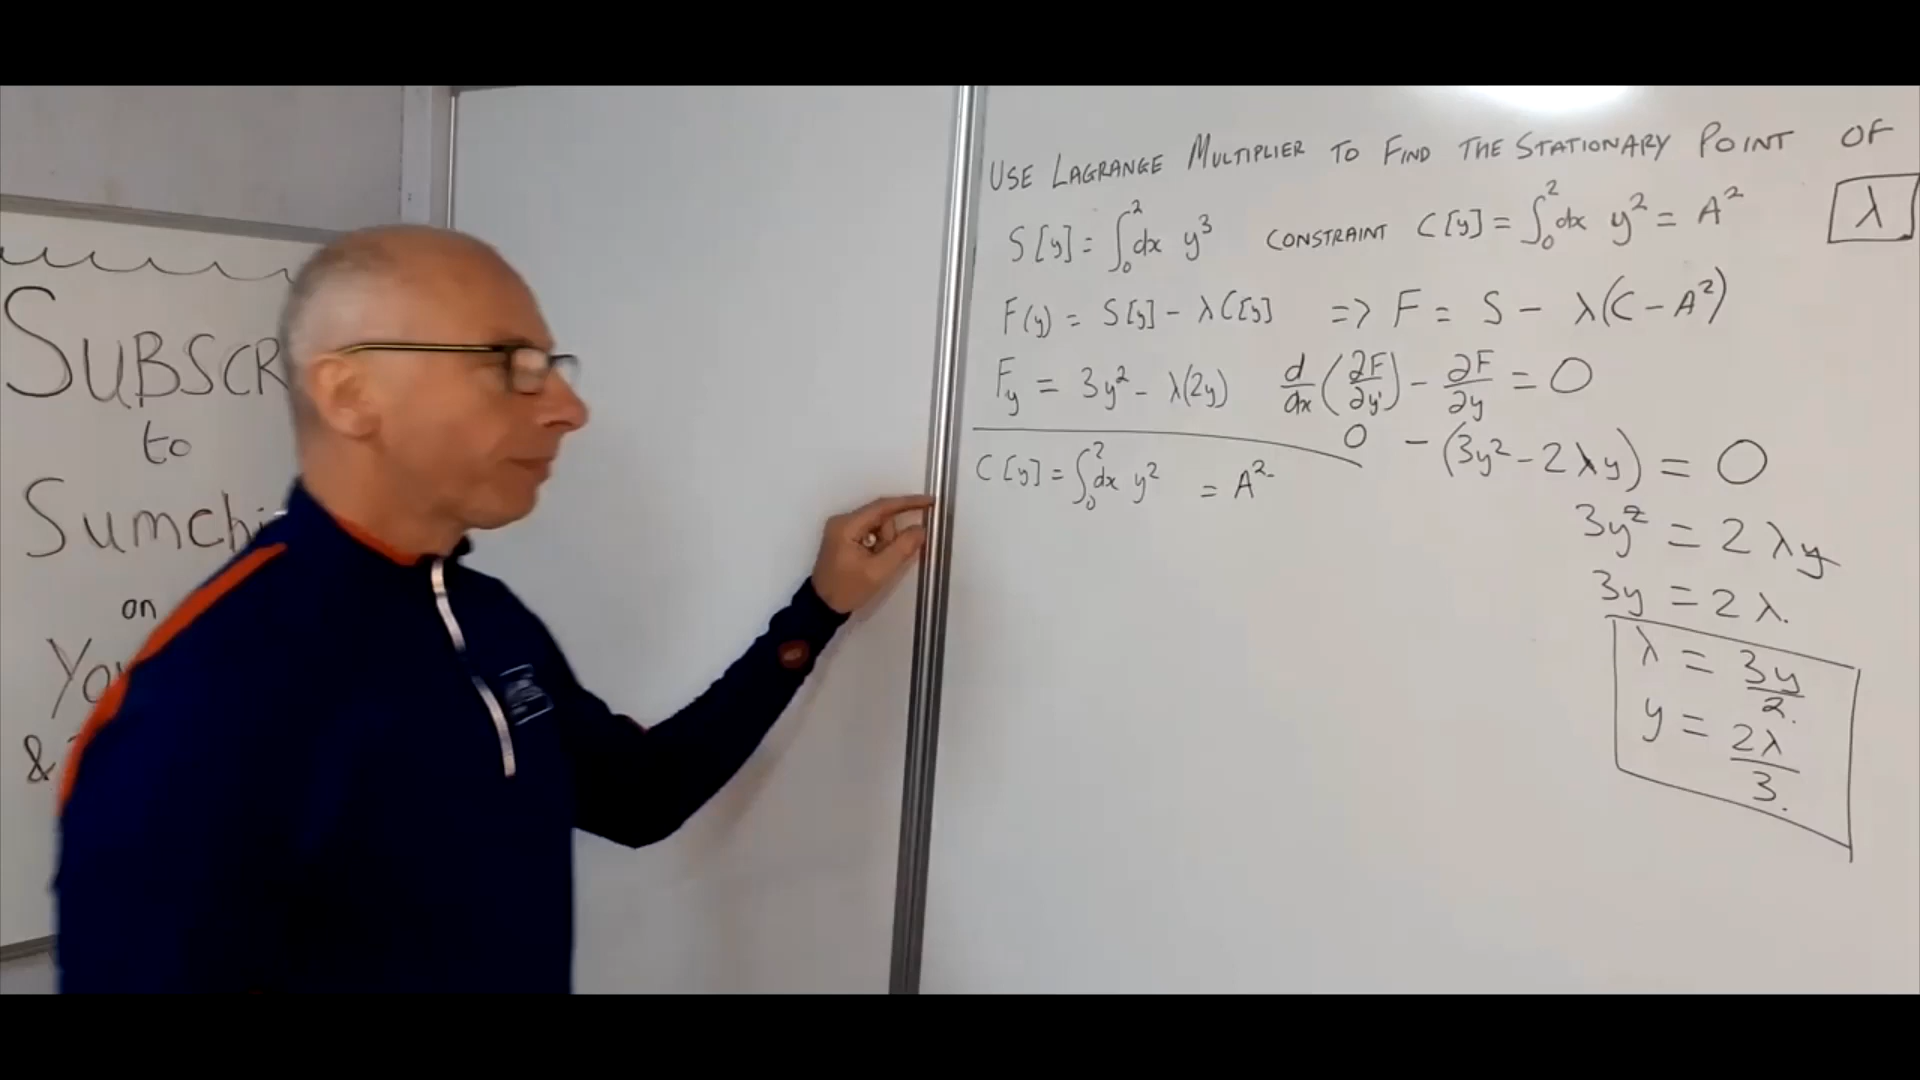 SUBSCR
to
Sumchi
on
Yo
&
USE LAGRANGE MULTIPLIER TO FIND THE STATIONARY POINT OF
S[y] = ∫₀² dx y³ CONSTRAINT C[y] = ∫₀² dx y² = A² λ
F(y) = S[y] - λC[y] => F = S - λ(C - A²)
F_y = 3y² - λ(2y) d/dx (∂F/∂y') - ∂F/∂y = 0
0 - (3y² - 2λy) = 0
C[y] = ∫₀² dx y² = A²
3y² = 2λy
3y = 2λ.
λ = 3y/2.
y = 2λ/3.